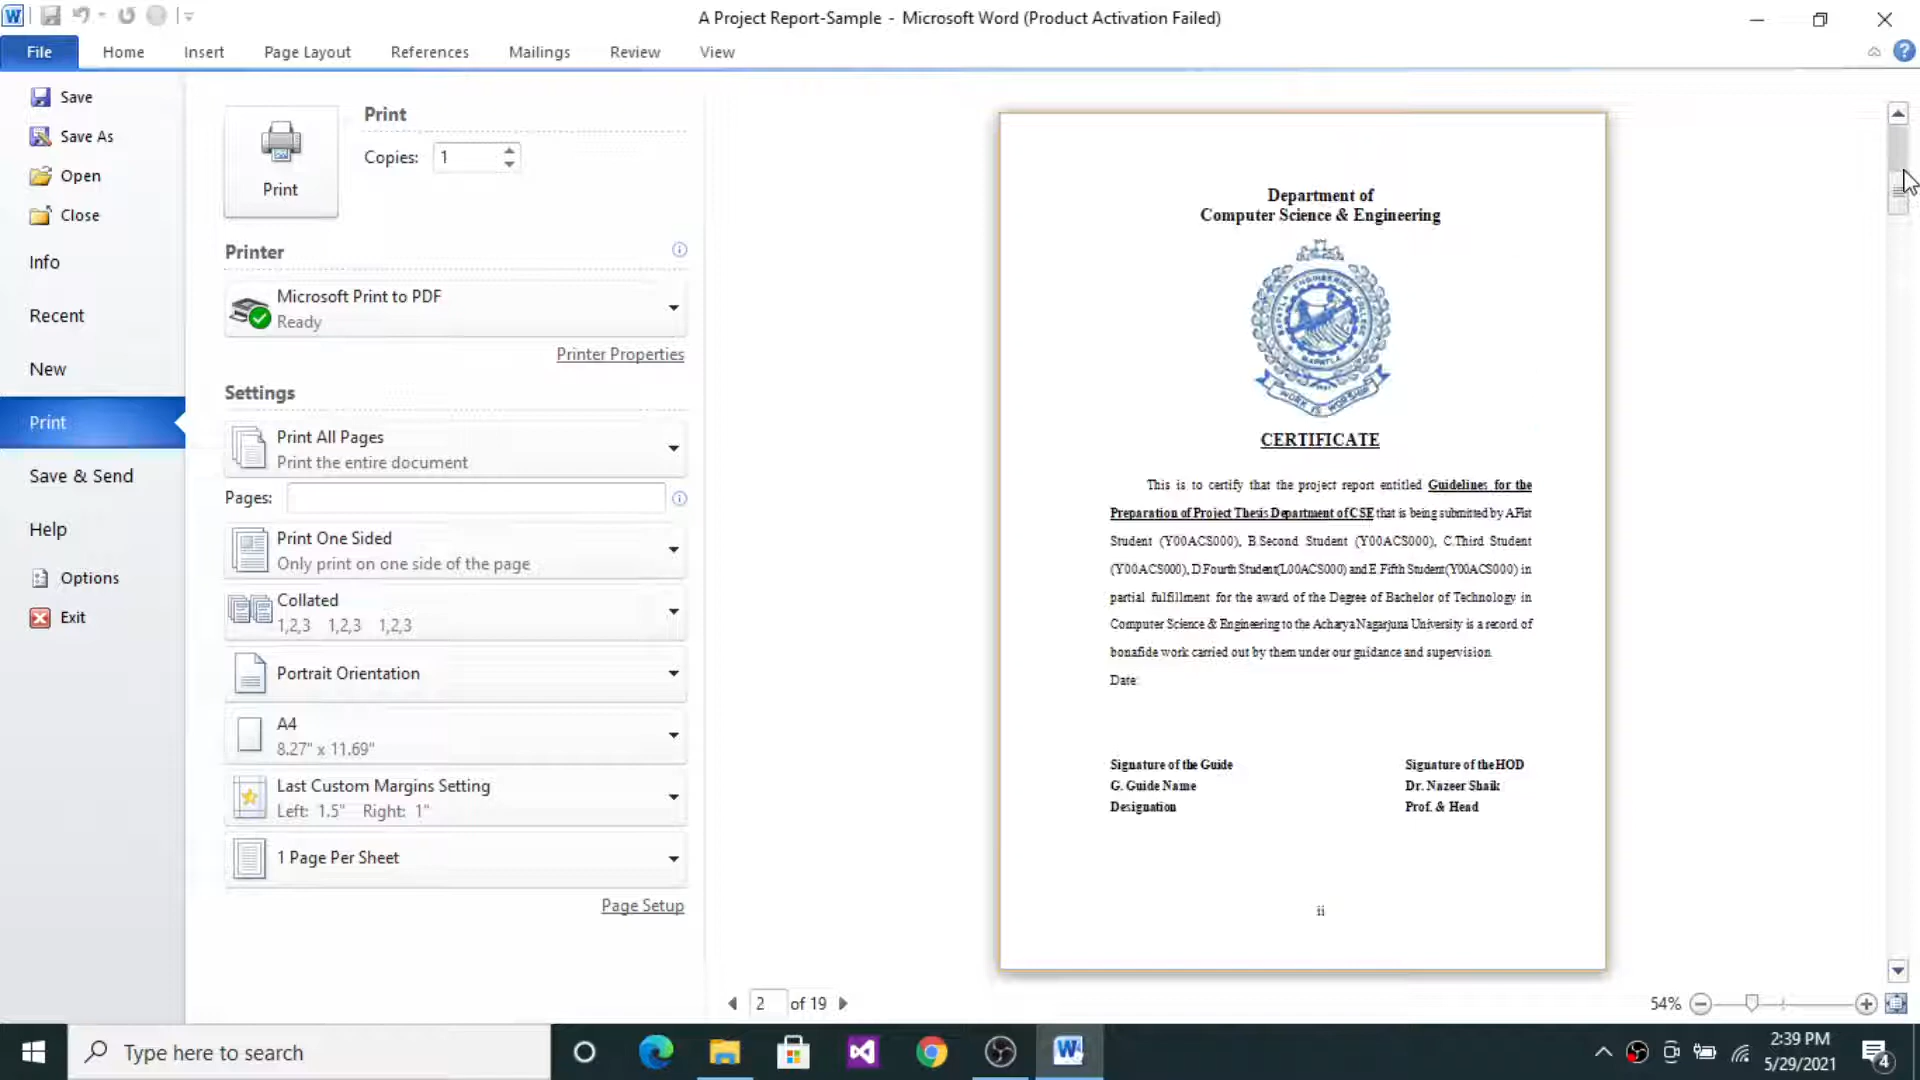 A Project Report-Sample - Microsoft Word (Product Activation Failed)
File Home Insert Page Layout References Mailings Review View
Save
Save As
Open
Close
Info
Recent
New
Print
Save & Send
Help
Options
Exit
Print
Print
Copies: 1
Printer
Microsoft Print to PDF
Ready
Printer Properties
Settings
Print All Pages
Print the entire document
Pages:
Print One Sided
Only print on one side of the page
Collated
1,2,3 1,2,3 1,2,3
Portrait Orientation
A4
8.27" x 11.69"
Last Custom Margins Setting
Left: 1.5" Right: 1"
1 Page Per Sheet
Page Setup
Department of
Computer Science & Engineering
BAPATLA ENGINEERING COLLEGE
BAPATLA
WORK IS WORSHIP
CERTIFICATE
This is to certify that the project report entitled Guidelines for the
Preparation of Project Thesis Department of CSE that is being submitted by A.Fist
Student (Y00ACS000), B.Second Student (Y00ACS000), C.Third Student
(Y00ACS000), D.Fourth Student(L00ACS000) and E.Fifth Student(Y00ACS000) in
partial fulfillment for the award of the Degree of Bachelor of Technology in
Computer Science & Engineering to the Acharya Nagarjuna University is a record of
bonafide work carried out by them under our guidance and supervision.
Date:
Signature of the Guide Signature of the HOD
G. Guide Name Dr. Nazeer Shaik
Designation Prof. & Head
ii
2 of 19
54%
Type here to search
2:39 PM
5/29/2021
4